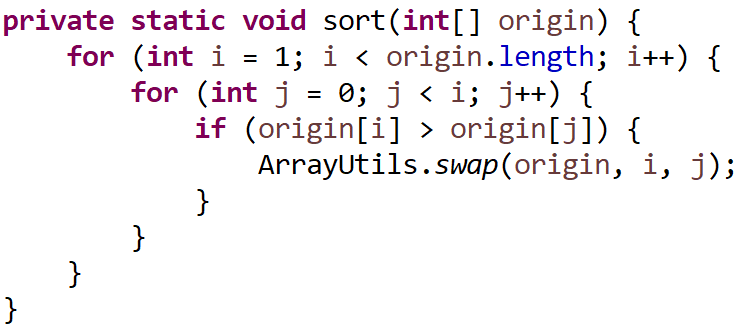 private static void sort(int[] origin) {
    for (int i = 1; i < origin.length; i++) {
        for (int j = 0; j < i; j++) {
            if (origin[i] > origin[j]) {
                ArrayUtils.swap(origin, i, j);
            }
        }
    }
}